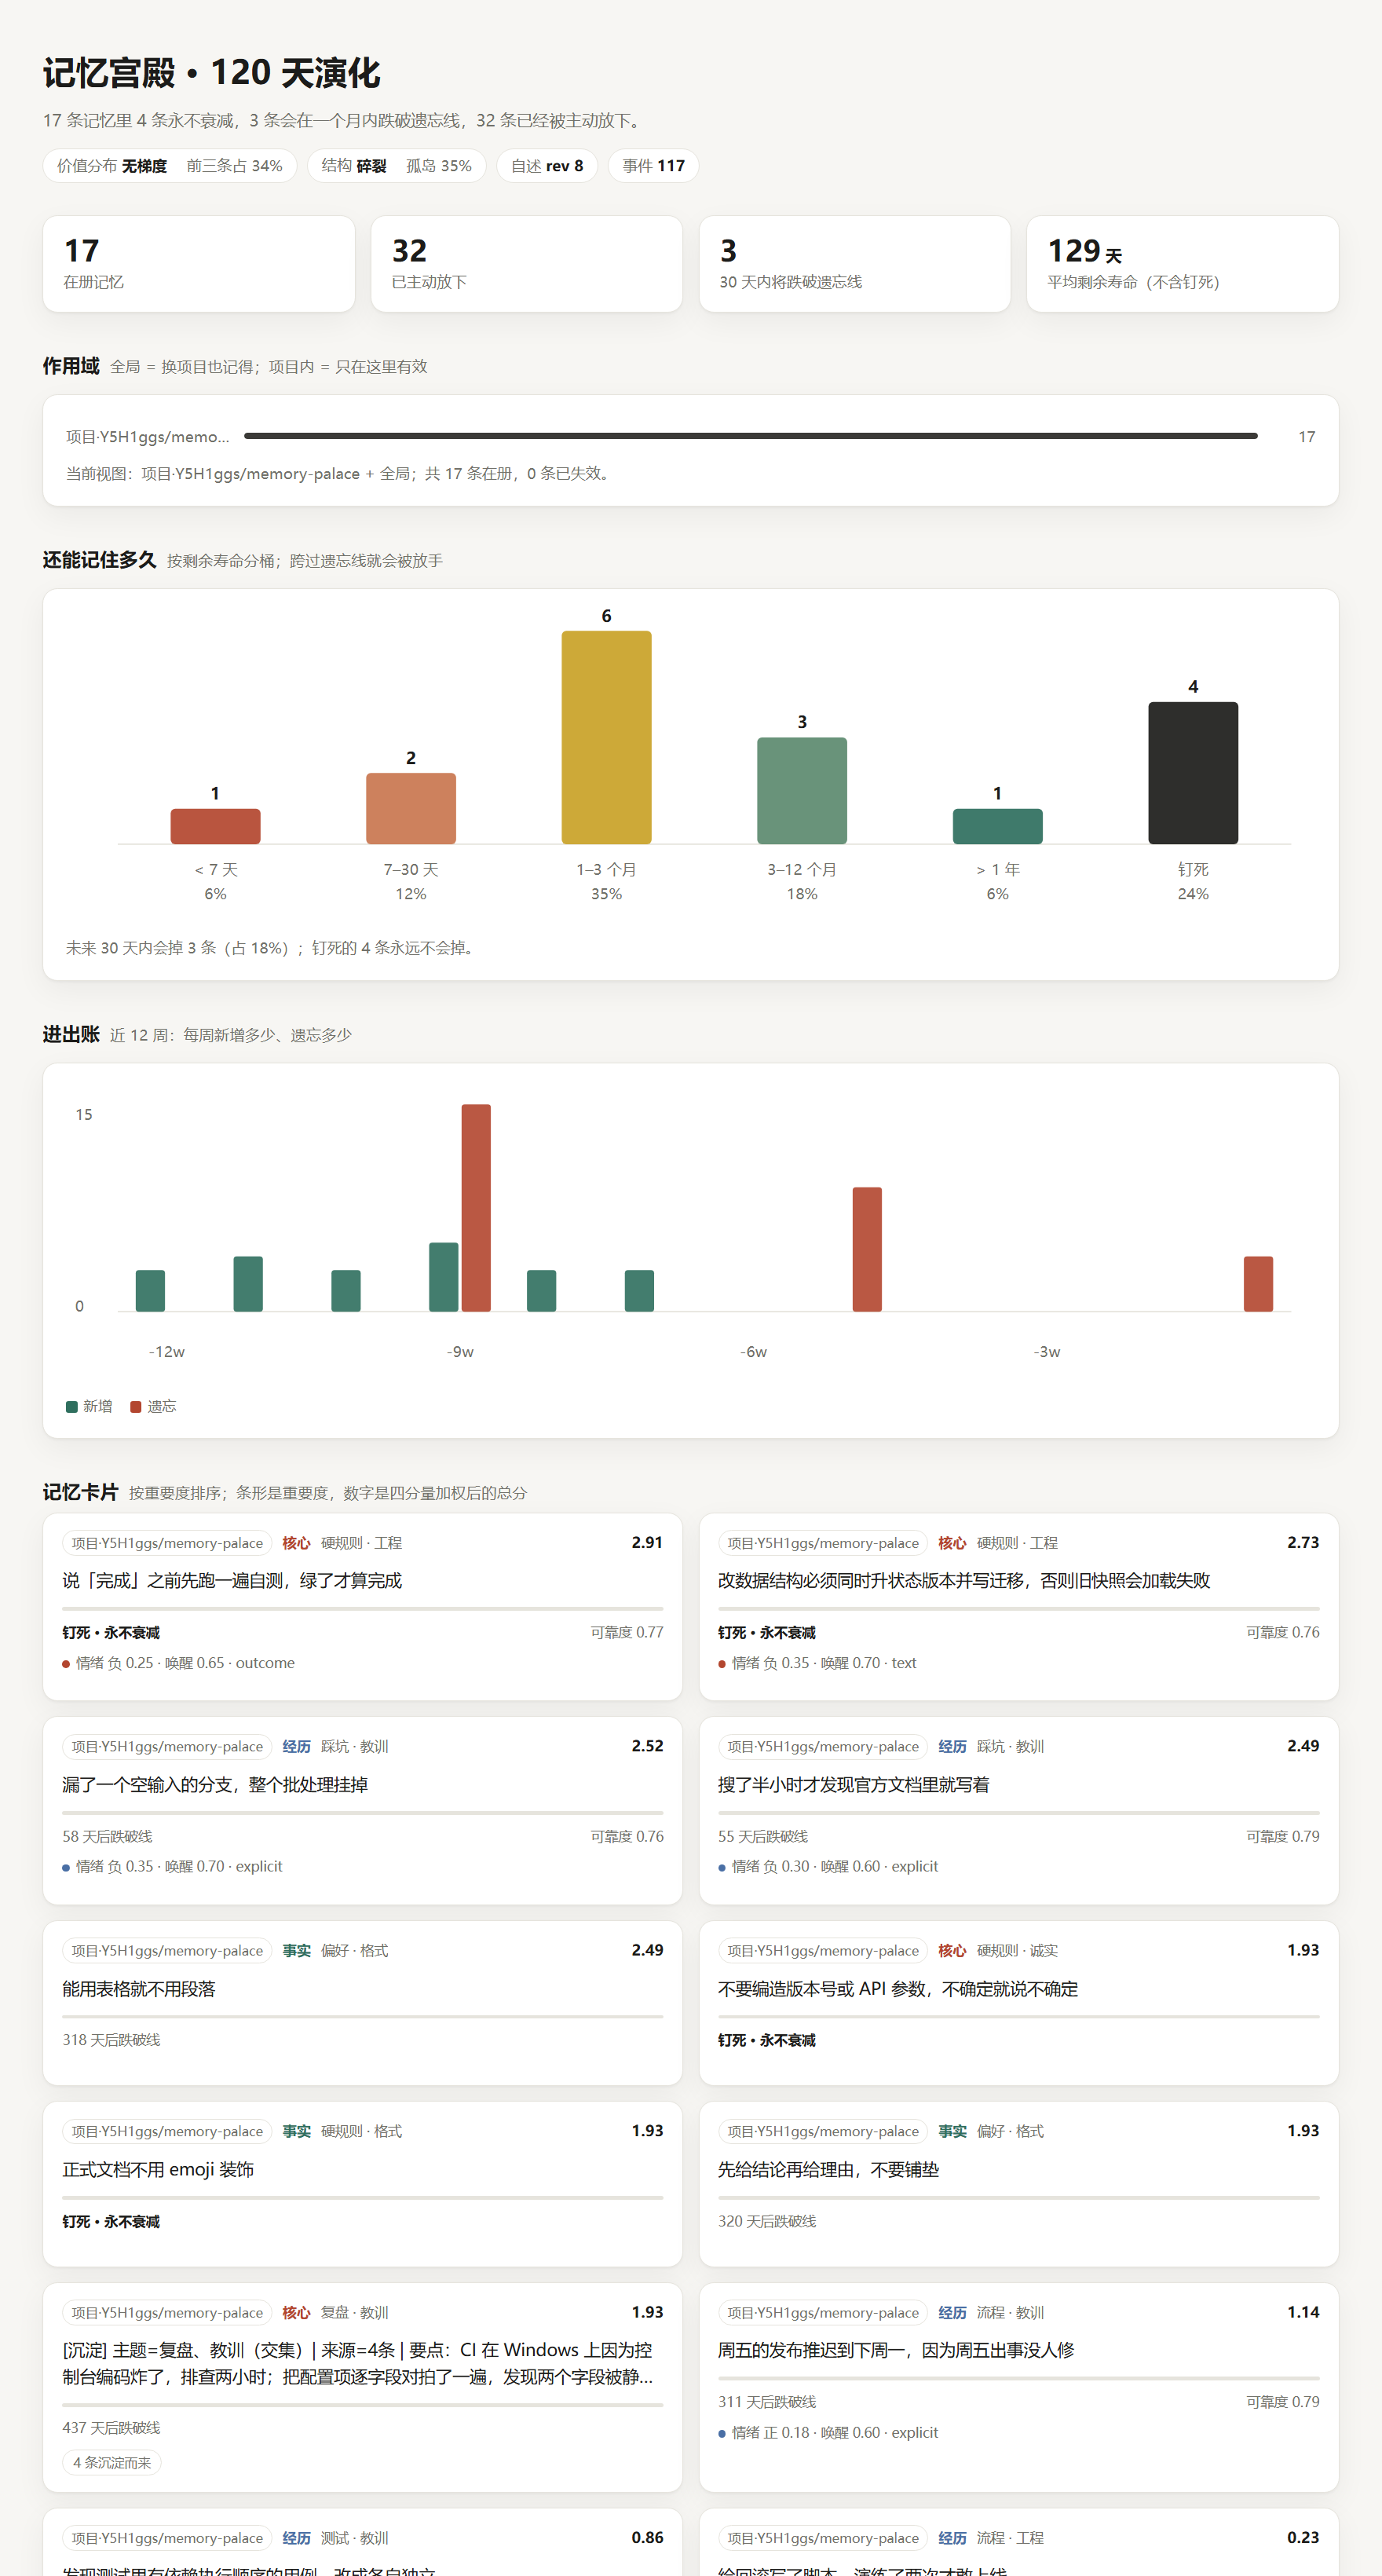 记忆宫殿 • 120 天演化
17 条记忆里 4 条永不衰减，3 条会在一个月内跌破遗忘线，32 条已经被主动放下。
价值分布 无梯度 前三条占 34% 结构 碎裂 孤岛 35% 自述 rev 8 事件 117
17 32 3 129 天
在册记忆 已主动放下 30 天内将跌破遗忘线 平均剩余寿命（不含钉死）
作用域 全局 = 换项目也记得；项目内 = 只在这里有效
项目·Y5H1ggs/memo... 17
当前视图：项目·Y5H1ggs/memory-palace + 全局；共 17 条在册，0 条已失效。
还能记住多久 按剩余寿命分桶；跨过遗忘线就会被放手
1 2 6 3 1 4
< 7 天 7–30 天 1–3 个月 3–12 个月 > 1 年 钉死
6% 12% 35% 18% 6% 24%
未来 30 天内会掉 3 条（占 18%）；钉死的 4 条永远不会掉。
进出账 近 12 周：每周新增多少、遗忘多少
15
0
-12w -9w -6w -3w
新增 遗忘
记忆卡片 按重要度排序；条形是重要度，数字是四分量加权后的总分
项目·Y5H1ggs/memory-palace 核心 硬规则 · 工程 2.91
说「完成」之前先跑一遍自测，绿了才算完成
钉死 • 永不衰减 可靠度 0.77
情绪 负 0.25 · 唤醒 0.65 · outcome
项目·Y5H1ggs/memory-palace 核心 硬规则 · 工程 2.73
改数据结构必须同时升状态版本并写迁移，否则旧快照会加载失败
钉死 • 永不衰减 可靠度 0.76
情绪 负 0.35 · 唤醒 0.70 · text
项目·Y5H1ggs/memory-palace 经历 踩坑 · 教训 2.52
漏了一个空输入的分支，整个批处理挂掉
58 天后跌破线 可靠度 0.76
情绪 负 0.35 · 唤醒 0.70 · explicit
项目·Y5H1ggs/memory-palace 经历 踩坑 · 教训 2.49
搜了半小时才发现官方文档里就写着
55 天后跌破线 可靠度 0.79
情绪 负 0.30 · 唤醒 0.60 · explicit
项目·Y5H1ggs/memory-palace 事实 偏好 · 格式 2.49
能用表格就不用段落
318 天后跌破线
项目·Y5H1ggs/memory-palace 核心 硬规则 · 诚实 1.93
不要编造版本号或 API 参数，不确定就说不确定
钉死 • 永不衰减
项目·Y5H1ggs/memory-palace 事实 硬规则 · 格式 1.93
正式文档不用 emoji 装饰
钉死 • 永不衰减
项目·Y5H1ggs/memory-palace 事实 偏好 · 格式 1.93
先给结论再给理由，不要铺垫
320 天后跌破线
项目·Y5H1ggs/memory-palace 核心 复盘 · 教训 1.93
[沉淀] 主题=复盘、教训（交集）| 来源=4条 | 要点：CI 在 Windows 上因为控
制台编码炸了，排查两小时；把配置项逐字段对拍了一遍，发现两个字段被静...
437 天后跌破线
4 条沉淀而来
项目·Y5H1ggs/memory-palace 经历 流程 · 教训 1.14
周五的发布推迟到下周一，因为周五出事没人修
311 天后跌破线 可靠度 0.79
情绪 正 0.18 · 唤醒 0.60 · explicit
项目·Y5H1ggs/memory-palace 经历 测试 · 教训 0.86
发现测试里有依赖执行顺序的用例，改成各自独立
项目·Y5H1ggs/memory-palace 经历 流程 · 工程 0.23
给回滚写了脚本，演练了两次才敢上线